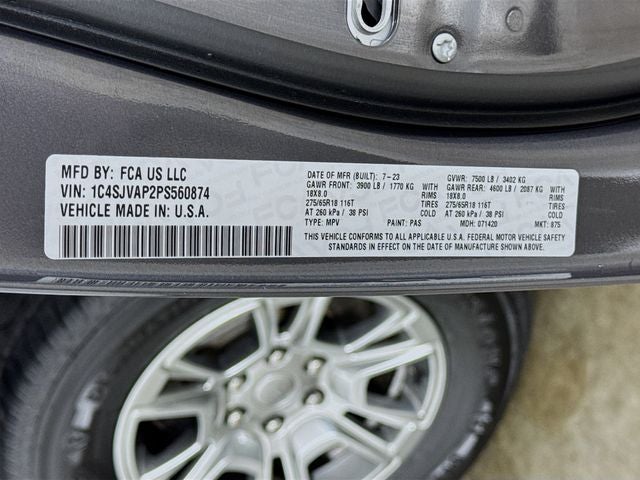 MFD BY: FCA US LLC
VIN: 1C4SJVAP2PS560874
VEHICLE MADE IN: U.S.A.
DATE OF MFR (BUILT): 7-23
GVWR: 7500 LB / 3402 KG
GAWR FRONT: 3900 LB / 1770 KG
GAWR REAR: 4600 LB / 2087 KG
18X8.0
18X8.0
275/65R18 116T TIRES
275/65R18 116T TIRES
AT 260 kPa / 38 PSI COLD
AT 260 kPa / 38 PSI COLD
TYPE: MPV PAINT: PAS MDH: 071420 MKT: 875
THIS VEHICLE CONFORMS TO ALL APPLICABLE U.S.A. FEDERAL MOTOR VEHICLE SAFETY
STANDARDS IN EFFECT ON THE DATE OF MANUFACTURE SHOWN ABOVE.